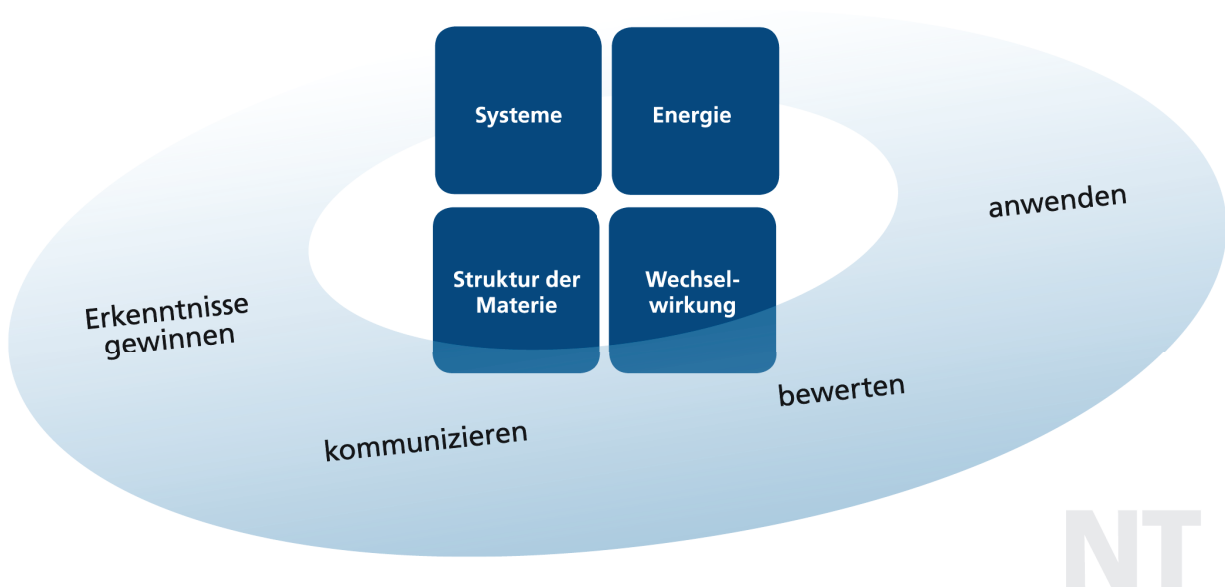 Systeme
Energie
anwenden
Struktur der
Materie
Wechsel-
wirkung
Erkenntnisse
gewinnen
bewerten
kommunizieren
NT